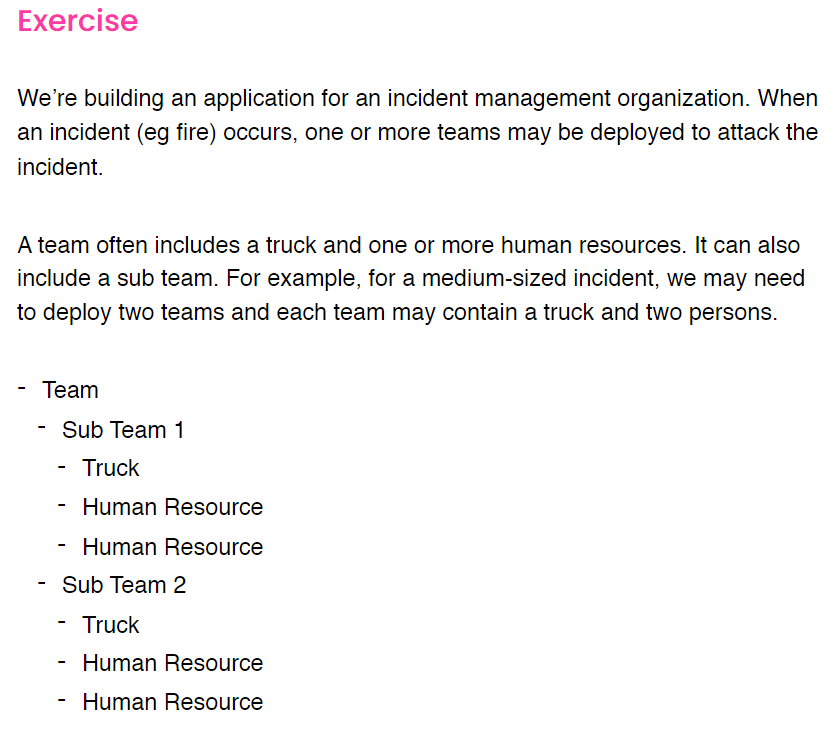 Exercise
We’re building an application for an incident management organization. When
an incident (eg fire) occurs, one or more teams may be deployed to attack the
incident.
A team often includes a truck and one or more human resources. It can also
include a sub team. For example, for a medium-sized incident, we may need
to deploy two teams and each team may contain a truck and two persons.
- Team
- Sub Team 1
- Truck
- Human Resource
- Human Resource
- Sub Team 2
- Truck
- Human Resource
- Human Resource